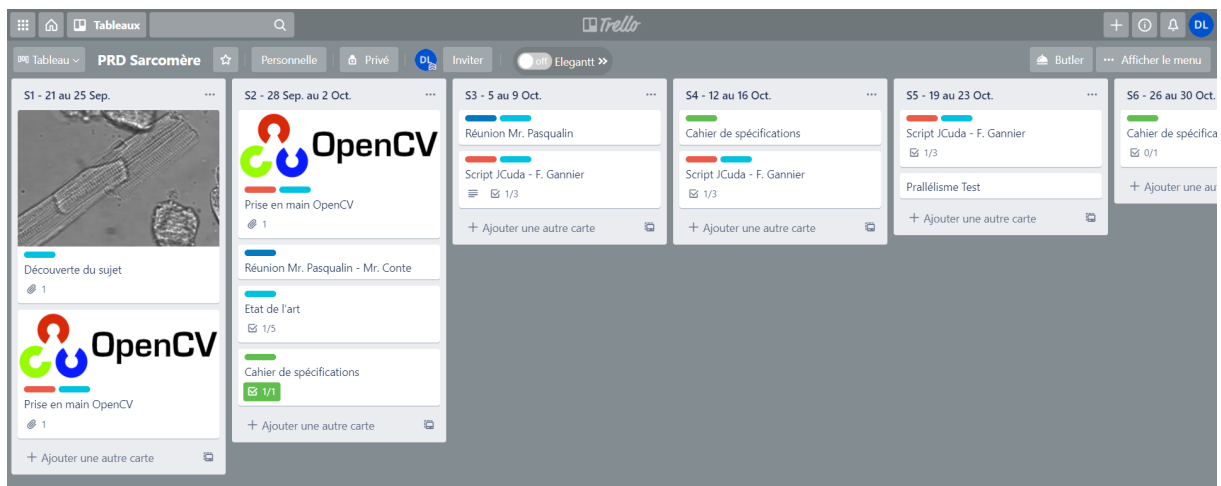 Tableaux
Trello
DL
Tableau
PRD Sarcomère
Personnelle
Privé
DL
Inviter
off Elegantt »
Butler
Afficher le menu
S1 - 21 au 25 Sep.
Découverte du sujet
1
OpenCV
Prise en main OpenCV
1
+ Ajouter une autre carte
S2 - 28 Sep. au 2 Oct.
OpenCV
Prise en main OpenCV
1
Réunion Mr. Pasqualin - Mr. Conte
Etat de l'art
1/5
Cahier de spécifications
1/1
+ Ajouter une autre carte
S3 - 5 au 9 Oct.
Réunion Mr. Pasqualin
Script JCuda - F. Gannier
1/3
+ Ajouter une autre carte
S4 - 12 au 16 Oct.
Cahier de spécifications
Script JCuda - F. Gannier
1/3
+ Ajouter une autre carte
S5 - 19 au 23 Oct.
Script JCuda - F. Gannier
1/3
Prallélisme Test
+ Ajouter une autre carte
S6 - 26 au 30 Oct.
Cahier de spécifica
0/1
+ Ajouter une au